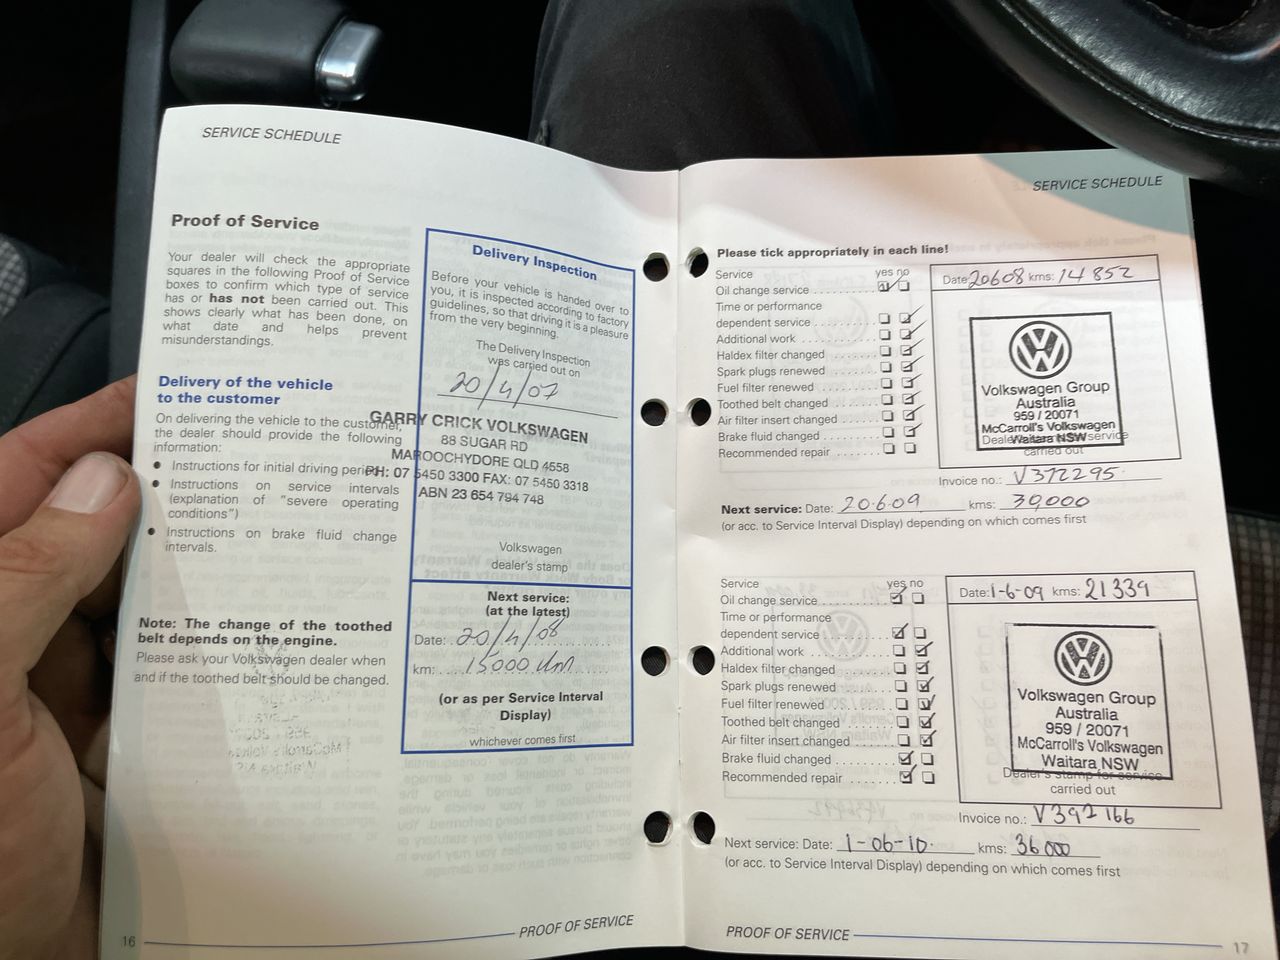 SERVICE SCHEDULE
Proof of Service
Your dealer will check the appropriate
squares in the following Proof of Service
boxes to confirm which type of service
has or has not been carried out. This
shows clearly what has been done, on
what date and helps prevent
misunderstandings.
Delivery of the vehicle
to the customer
On delivering the vehicle to the customer,
the dealer should provide the following
information:
• Instructions for initial driving period
• Instructions on service intervals
(explanation of "severe operating
conditions")
• Instructions on brake fluid change
intervals.
Note: The change of the toothed
belt depends on the engine.
Please ask your Volkswagen dealer when
and if the toothed belt should be changed.
Delivery Inspection
Before your vehicle is handed over to
you, it is inspected according to factory
guidelines, so that driving it is a pleasure
from the very beginning.
The Delivery Inspection
was carried out on
20/4/07
GARRY CRICK VOLKSWAGEN
88 SUGAR RD
MAROOCHYDORE QLD 4558
PH: 07 5450 3300 FAX: 07 5450 3318
ABN 23 654 794 748
Volkswagen
dealer's stamp
Next service:
(at the latest)
Date: 20/4/08
km: 15000 km
(or as per Service Interval
Display)
whichever comes first
16
PROOF OF SERVICE
SERVICE SCHEDULE
Please tick appropriately in each line!
Service yes no
Oil change service
Time or performance
dependent service
Additional work
Haldex filter changed
Spark plugs renewed
Fuel filter renewed
Toothed belt changed
Air filter insert changed
Brake fluid changed
Recommended repair
Date: 20608 kms: 14852
Volkswagen Group
Australia
959 / 20071
McCarroll's Volkswagen
Waitara NSW
carried out
Invoice no.: V372295
Next service: Date: 20.6.09 kms: 30,000
(or acc. to Service Interval Display) depending on which comes first
Service yes no
Oil change service
Time or performance
dependent service
Additional work
Haldex filter changed
Spark plugs renewed
Fuel filter renewed
Toothed belt changed
Air filter insert changed
Brake fluid changed
Recommended repair
Date: 1-6-09 kms: 21339
Volkswagen Group
Australia
959 / 20071
McCarroll's Volkswagen
Waitara NSW
Dealer's stamp for service
carried out
Invoice no.: V392166
Next service: Date: 1-06-10 kms: 36000
(or acc. to Service Interval Display) depending on which comes first
PROOF OF SERVICE
17